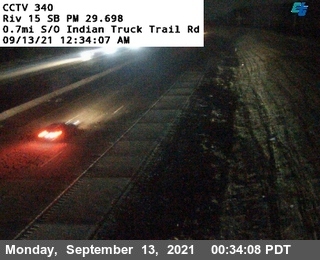 CCTV 340
Riv 15 SB PM 29.698
0.7mi S/O Indian Truck Trail Rd
09/13/21 12:34:07 AM
Monday, September 13, 2021 00:34:08 PDT